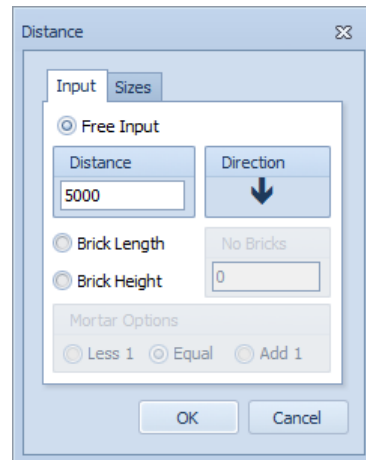 Distance
Input Sizes
Free Input
Distance Direction
5000
Brick Length No Bricks
Brick Height 0
Mortar Options
Less 1 Equal Add 1
OK Cancel